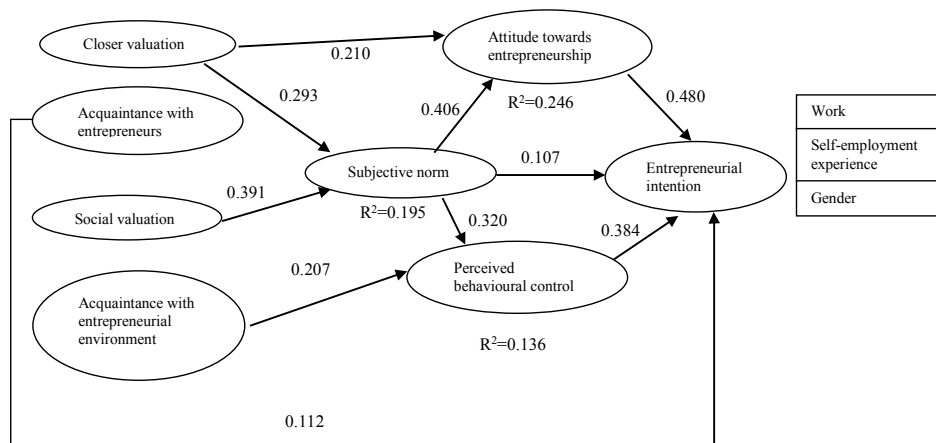 Closer valuation
0.210
Attitude towards
entrepreneurship
0.293
R²=0.246
0.406
0.480
Acquaintance with
entrepreneurs
Work
Self-employment
experience
Gender
Subjective norm
0.107
Entrepreneurial
intention
0.391
Social valuation
R²=0.195
0.320
0.384
0.207
Perceived
behavioural control
Acquaintance with
entrepreneurial
environment
R²=0.136
0.112